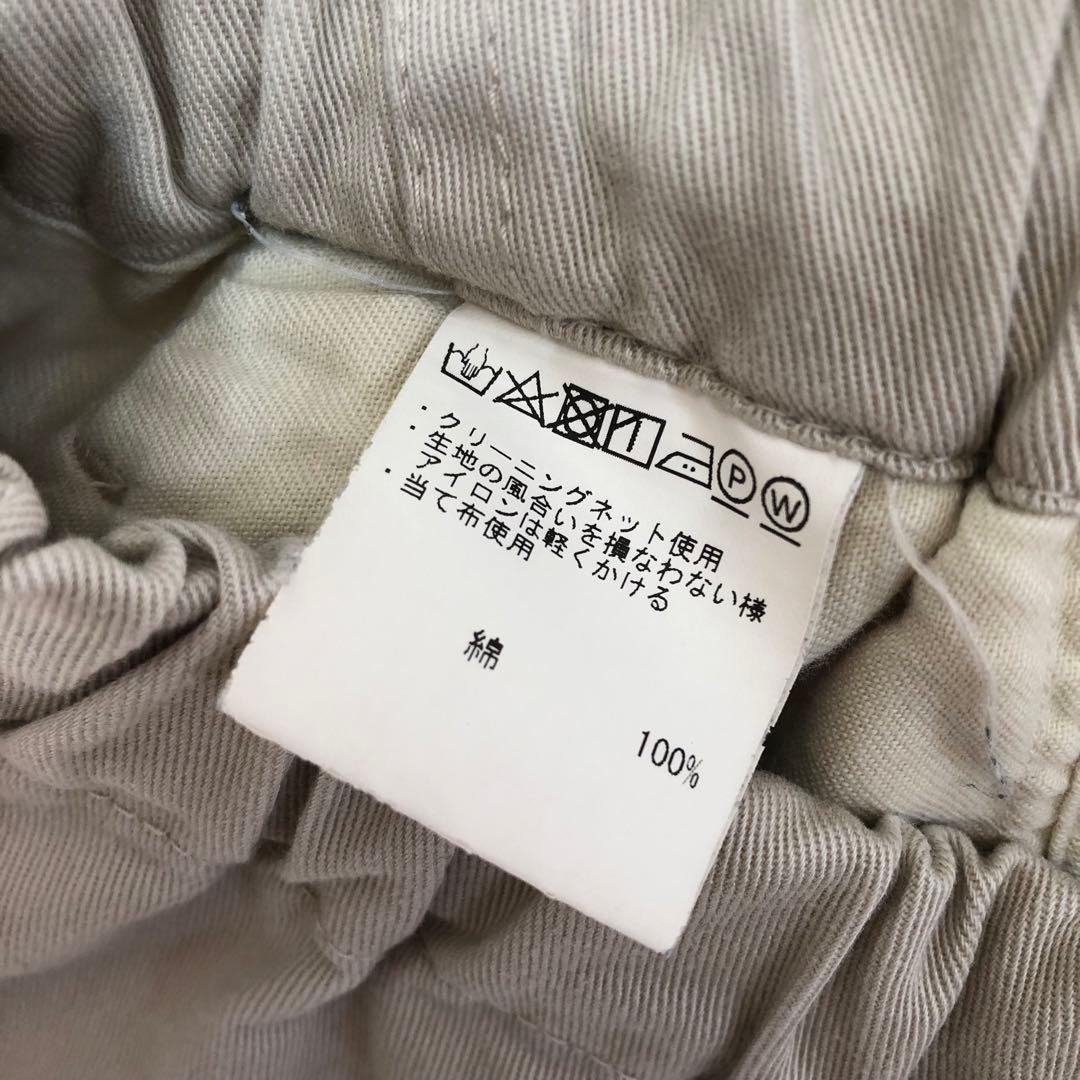 P W
・クリーニングネット使用
・生地の風合いを損なわない様
・アイロンは軽くかける
当て布使用
綿
100%